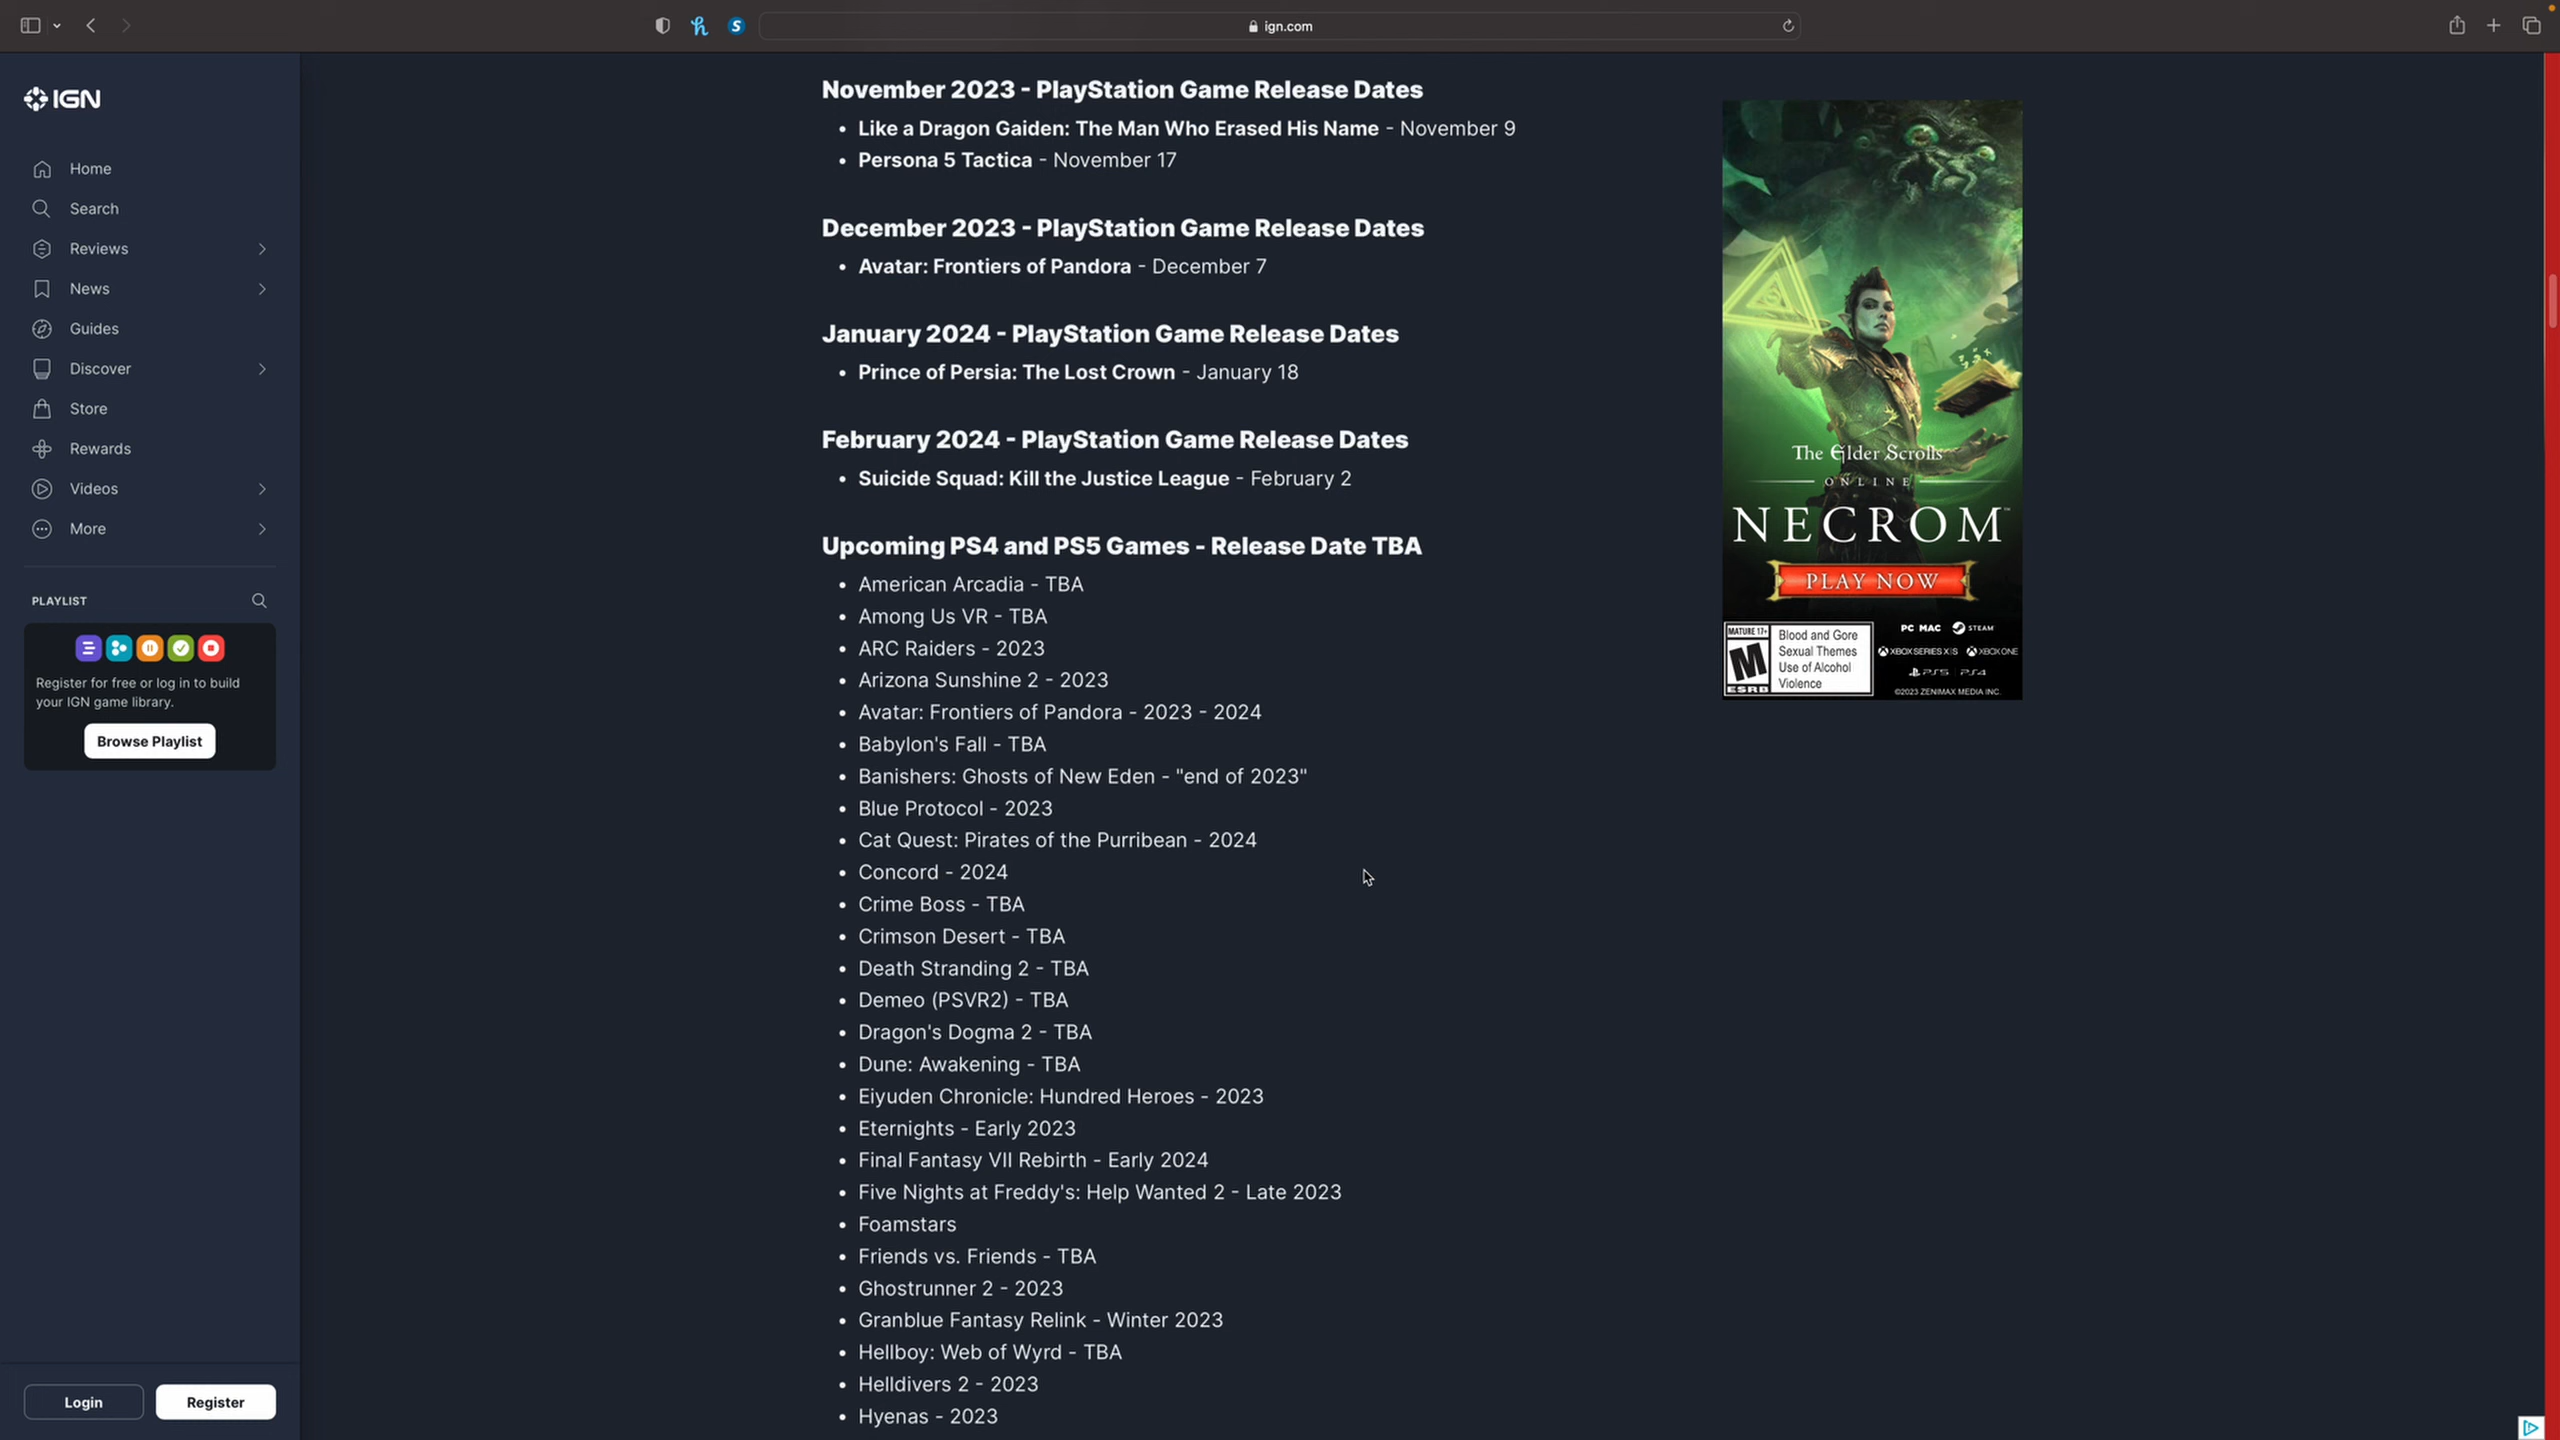 ign.com
IGN
Home
Search
Reviews
News
Guides
Discover
Store
Rewards
Videos
More
PLAYLIST
Register for free or log in to build
your IGN game library.
Browse Playlist
Login
Register
November 2023 - PlayStation Game Release Dates
• Like a Dragon Gaiden: The Man Who Erased His Name - November 9
• Persona 5 Tactica - November 17
December 2023 - PlayStation Game Release Dates
• Avatar: Frontiers of Pandora - December 7
January 2024 - PlayStation Game Release Dates
• Prince of Persia: The Lost Crown - January 18
February 2024 - PlayStation Game Release Dates
• Suicide Squad: Kill the Justice League - February 2
Upcoming PS4 and PS5 Games - Release Date TBA
• American Arcadia - TBA
• Among Us VR - TBA
• ARC Raiders - 2023
• Arizona Sunshine 2 - 2023
• Avatar: Frontiers of Pandora - 2023 - 2024
• Babylon's Fall - TBA
• Banishers: Ghosts of New Eden - "end of 2023"
• Blue Protocol - 2023
• Cat Quest: Pirates of the Purribean - 2024
• Concord - 2024
• Crime Boss - TBA
• Crimson Desert - TBA
• Death Stranding 2 - TBA
• Demeo (PSVR2) - TBA
• Dragon's Dogma 2 - TBA
• Dune: Awakening - TBA
• Eiyuden Chronicle: Hundred Heroes - 2023
• Eternights - Early 2023
• Final Fantasy VII Rebirth - Early 2024
• Five Nights at Freddy's: Help Wanted 2 - Late 2023
• Foamstars
• Friends vs. Friends - TBA
• Ghostrunner 2 - 2023
• Granblue Fantasy Relink - Winter 2023
• Hellboy: Web of Wyrd - TBA
• Helldivers 2 - 2023
• Hyenas - 2023
The Elder Scrolls
ONLINE
NECROM™
PLAY NOW
MATURE 17+
M
ESRB
Blood and Gore
Sexual Themes
Use of Alcohol
Violence
PC MAC STEAM
XBOX SERIES X|S XBOX ONE
PS5 PS4
©2023 ZENIMAX MEDIA INC.